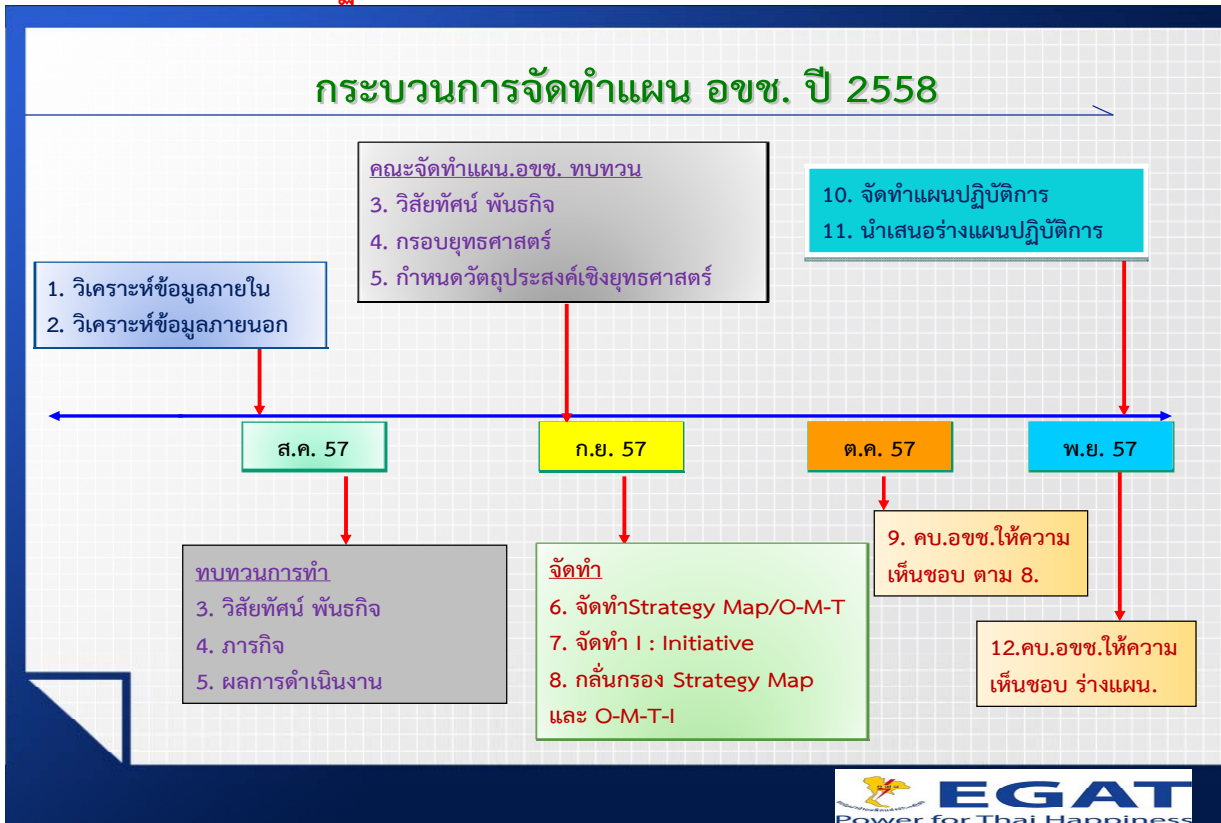 กระบวนการจัดทำแผน อขช. ปี 2558
คณะจัดทำแผน.อขช. ทบทวน
3. วิสัยทัศน์ พันธกิจ
4. กรอบยุทธศาสตร์
5. กำหนดวัตถุประสงค์เชิงยุทธศาสตร์
10. จัดทำแผนปฏิบัติการ
11. นำเสนอร่างแผนปฏิบัติการ
1. วิเคราะห์ข้อมูลภายใน
2. วิเคราะห์ข้อมูลภายนอก
ส.ค. 57
ก.ย. 57
ต.ค. 57
พ.ย. 57
ทบทวนการทำ
3. วิสัยทัศน์ พันธกิจ
4. ภารกิจ
5. ผลการดำเนินงาน
จัดทำ
6. จัดทำStrategy Map/O-M-T
7. จัดทำ I : Initiative
8. กลั่นกรอง Strategy Map
และ O-M-T-I
9. คบ.อขช.ให้ความ
เห็นชอบ ตาม 8.
12.คบ.อขช.ให้ความ
เห็นชอบ ร่างแผน.
EGAT
Power for Thai Happiness